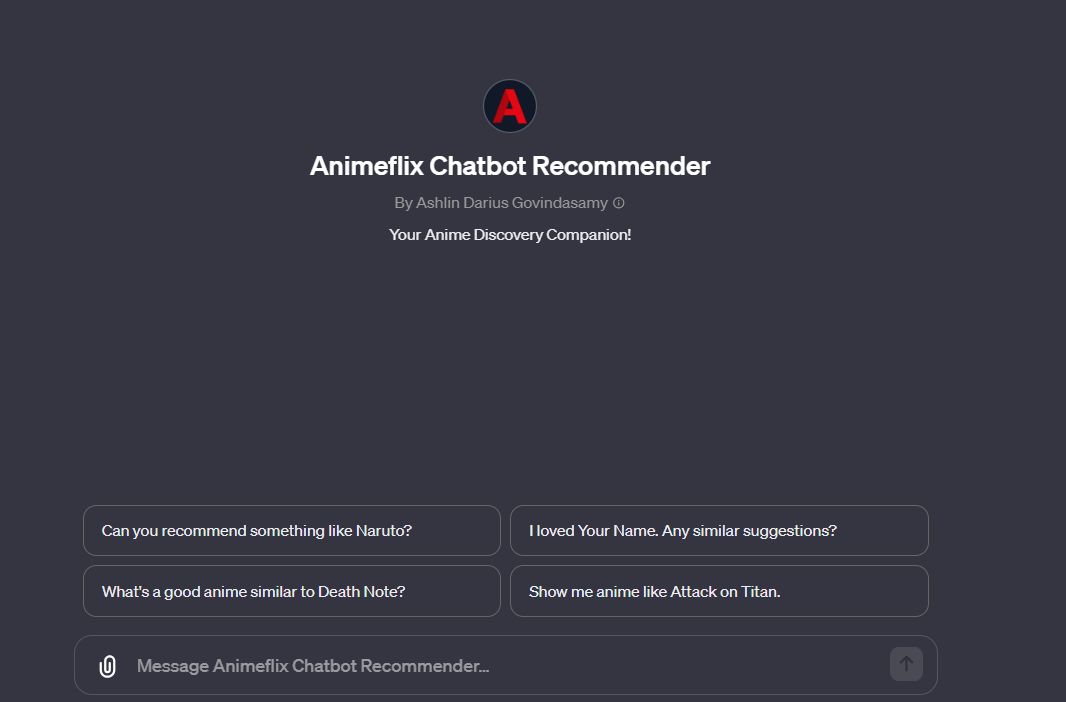 A
Animeflix Chatbot Recommender
By Ashlin Darius Govindasamy
Your Anime Discovery Companion!
Can you recommend something like Naruto?
I loved Your Name. Any similar suggestions?
What's a good anime similar to Death Note?
Show me anime like Attack on Titan.
Message Animeflix Chatbot Recommender...